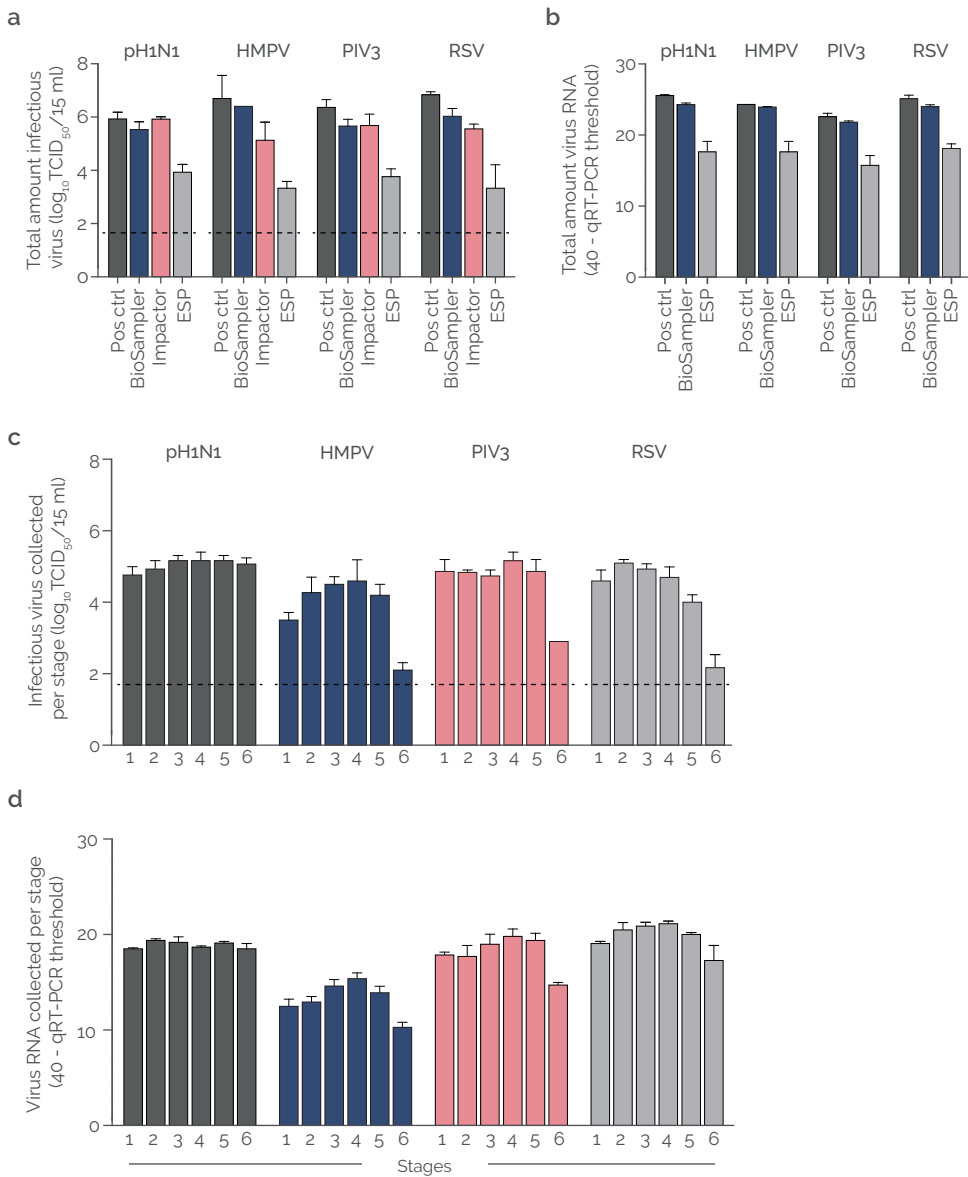 a
pH1N1 HMPV PIV3 RSV
Total amount infectious
virus (log₁₀TCID₅₀/15 ml)
8
6
4
2
0
Pos ctrl BioSampler Impactor ESP Pos ctrl BioSampler Impactor ESP Pos ctrl BioSampler Impactor ESP Pos ctrl BioSampler Impactor ESP
b
pH1N1 HMPV PIV3 RSV
Total amount virus RNA
(40 - qRT-PCR threshold)
30
20
10
0
Pos ctrl BioSampler ESP Pos ctrl BioSampler ESP Pos ctrl BioSampler ESP Pos ctrl BioSampler ESP
c
pH1N1 HMPV PIV3 RSV
Infectious virus collected
per stage (log₁₀TCID₅₀/15 ml)
8
6
4
2
0
1 2 3 4 5 6 1 2 3 4 5 6 1 2 3 4 5 6 1 2 3 4 5 6
d
Virus RNA collected per stage
(40 - qRT-PCR threshold)
30
20
10
0
1 2 3 4 5 6 1 2 3 4 5 6 1 2 3 4 5 6 1 2 3 4 5 6
Stages